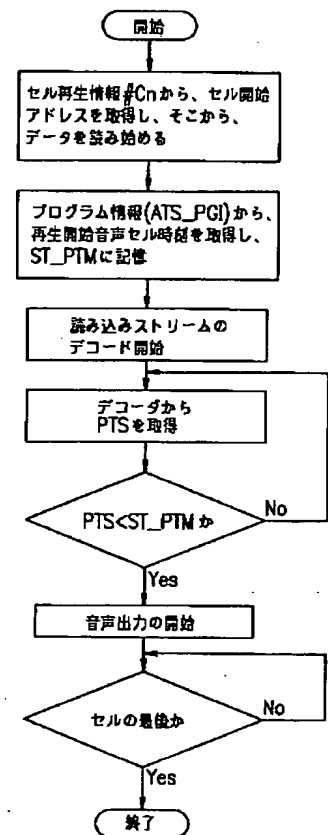 開始
セル再生情報#Cnから、セル開始
アドレスを取得し、そこから、
データを読み始める
プログラム情報(ATS_PGI)から、
再生開始音声セル時刻を取得し、
ST_PTMに記憶
読み込みストリームの
デコード開始
デコーダから
PTSを取得
PTS<ST_PTMか
No
Yes
音声出力の開始
セルの最後か
No
Yes
終了